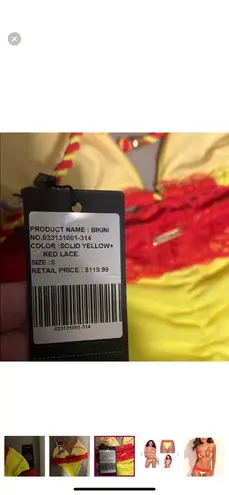 PRODUCT NAME : BIKINI
NO.033131001-314
COLOR :SOLID YELLOW+
RED LACE
SIZE :S
RETAIL PRICE : $119.99
033131001-314